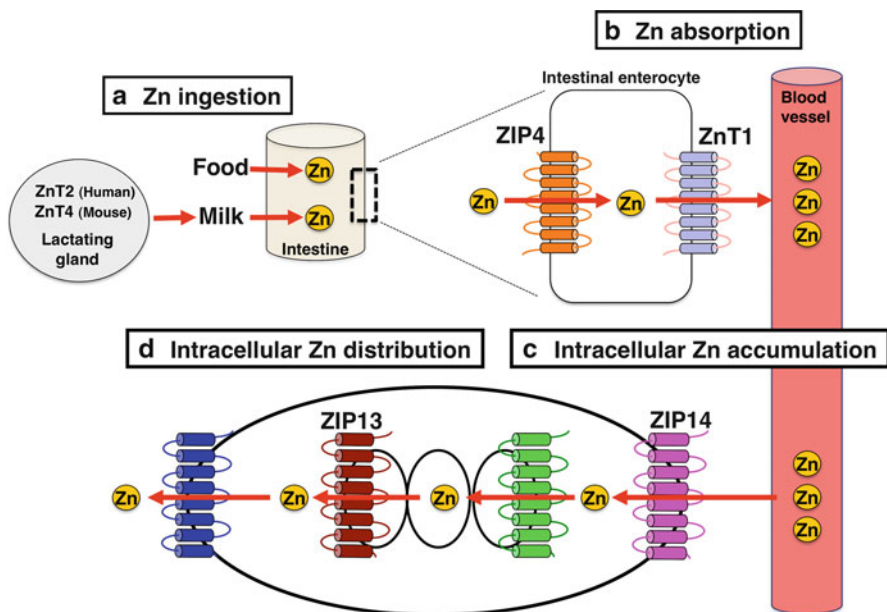 a Zn ingestion
Food
Zn
Milk
Zn
Intestine
ZnT2 (Human)
ZnT4 (Mouse)
Lactating
gland
b Zn absorption
Intestinal enterocyte
ZIP4
ZnT1
Zn
Zn
Blood
vessel
Zn
Zn
Zn
d Intracellular Zn distribution
c Intracellular Zn accumulation
ZIP13
ZIP14
Zn
Zn
Zn
Zn
Zn
Zn
Zn